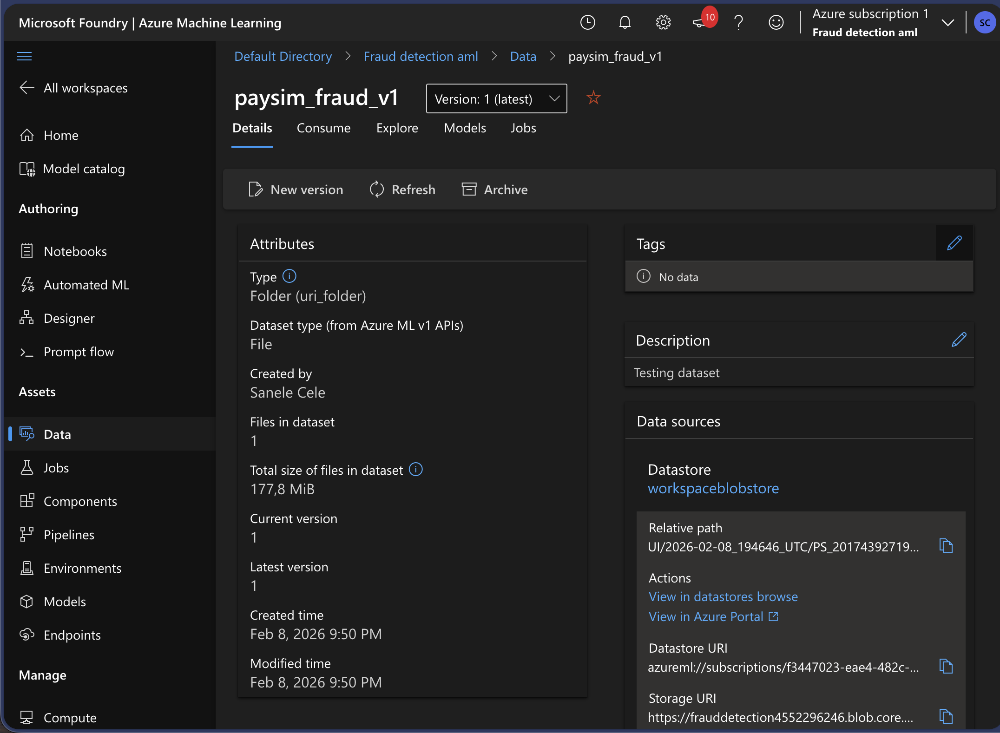 Microsoft Foundry | Azure Machine Learning
10
Azure subscription 1
Fraud detection aml
SC
All workspaces
Home
Model catalog
Authoring
Notebooks
Automated ML
Designer
Prompt flow
Assets
Data
Jobs
Components
Pipelines
Environments
Models
Endpoints
Manage
Compute
Default Directory > Fraud detection aml > Data > paysim_fraud_v1
paysim_fraud_v1
Version: 1 (latest)
Details Consume Explore Models Jobs
New version Refresh Archive
Attributes
Type
Folder (uri_folder)
Dataset type (from Azure ML v1 APIs)
File
Created by
Sanele Cele
Files in dataset
1
Total size of files in dataset
177,8 MiB
Current version
1
Latest version
1
Created time
Feb 8, 2026 9:50 PM
Modified time
Feb 8, 2026 9:50 PM
Tags
No data
Description
Testing dataset
Data sources
Datastore
workspaceblobstore
Relative path
UI/2026-02-08_194646_UTC/PS_20174392719...
Actions
View in datastores browse
View in Azure Portal
Datastore URI
azureml://subscriptions/f3447023-eae4-482c-...
Storage URI
https://frauddetection4552296246.blob.core....